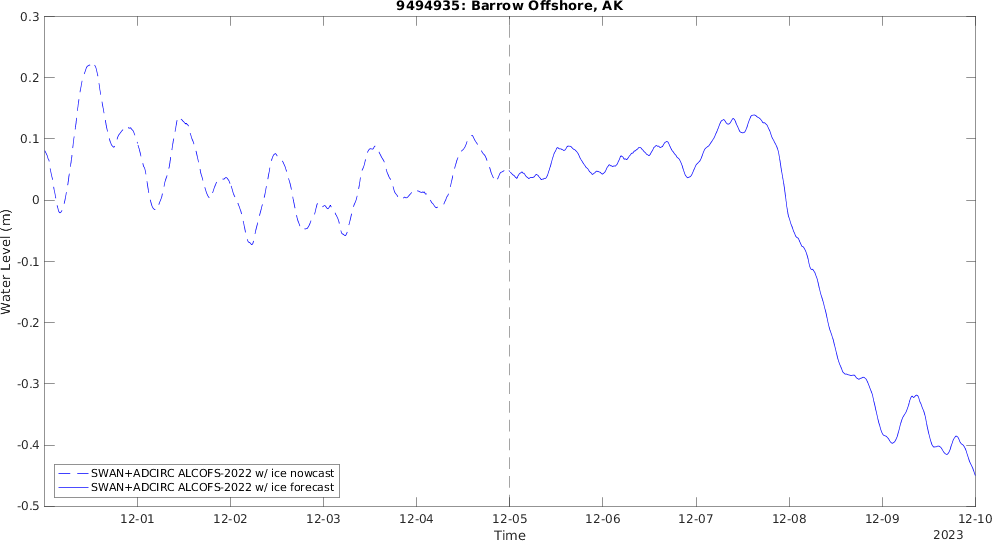 9494935: Barrow Offshore, AK
0.3
0.2
0.1
0
-0.1
-0.2
-0.3
-0.4
-0.5
Water Level (m)
SWAN+ADCIRC ALCOFS-2022 w/ ice nowcast
SWAN+ADCIRC ALCOFS-2022 w/ ice forecast
12-01 12-02 12-03 12-04 12-05 12-06 12-07 12-08 12-09 12-10
Time
2023